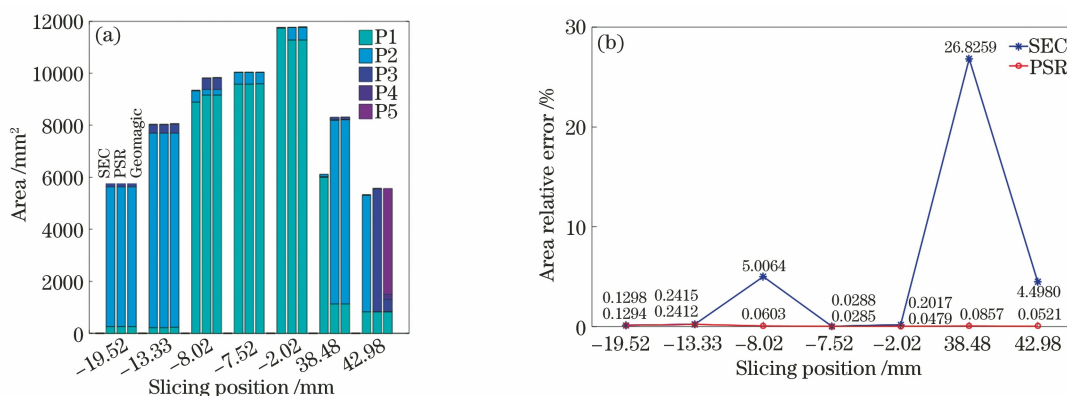 (a)
12000
10000
8000
6000
4000
2000
0
Area /mm²
SEC
PSR
Geomagic
P1
P2
P3
P4
P5
−19.52
−13.33
−8.02
−7.52
−2.02
38.48
42.98
Slicing position /mm
(b)
SEC
PSR
30
20
10
0
Area relative error /%
26.8259
5.0064
4.4980
0.1298
0.2415
0.0288
0.2017
0.1294
0.2412
0.0603
0.0285
0.0479
0.0857
0.0521
−19.52
−13.33
−8.02
−7.52
−2.02
38.48
42.98
Slicing position /mm